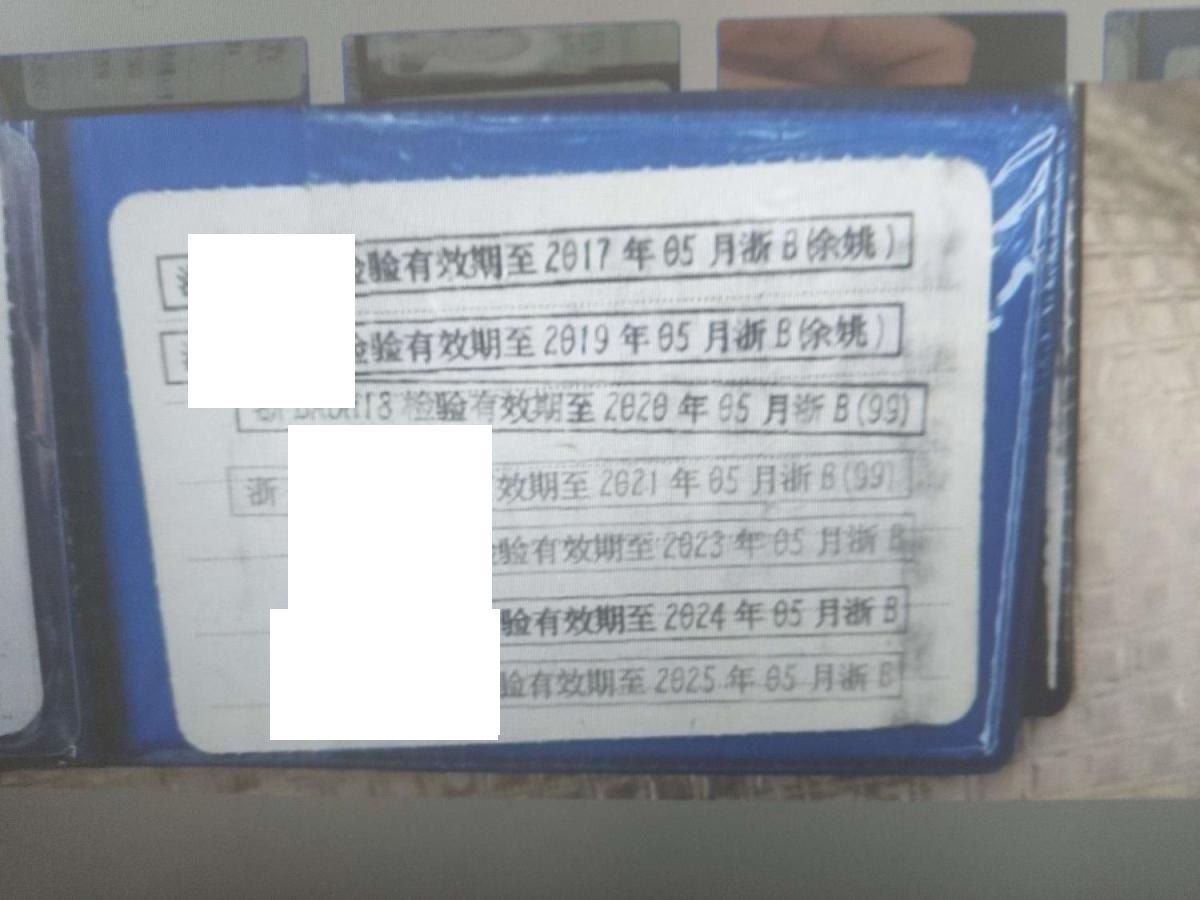 验有效期至 2017 年 05 月浙 B(余姚)
验有效期至 2019 年 05 月浙 B(余姚)
检验有效期至 2020 年 05 月浙 B(99)
浙 效期至 2021 年 05 月浙 B(99)
验有效期至 2023 年 05 月浙 B
验有效期至 2024 年 05 月浙 B
验有效期至 2025 年 05 月浙 B